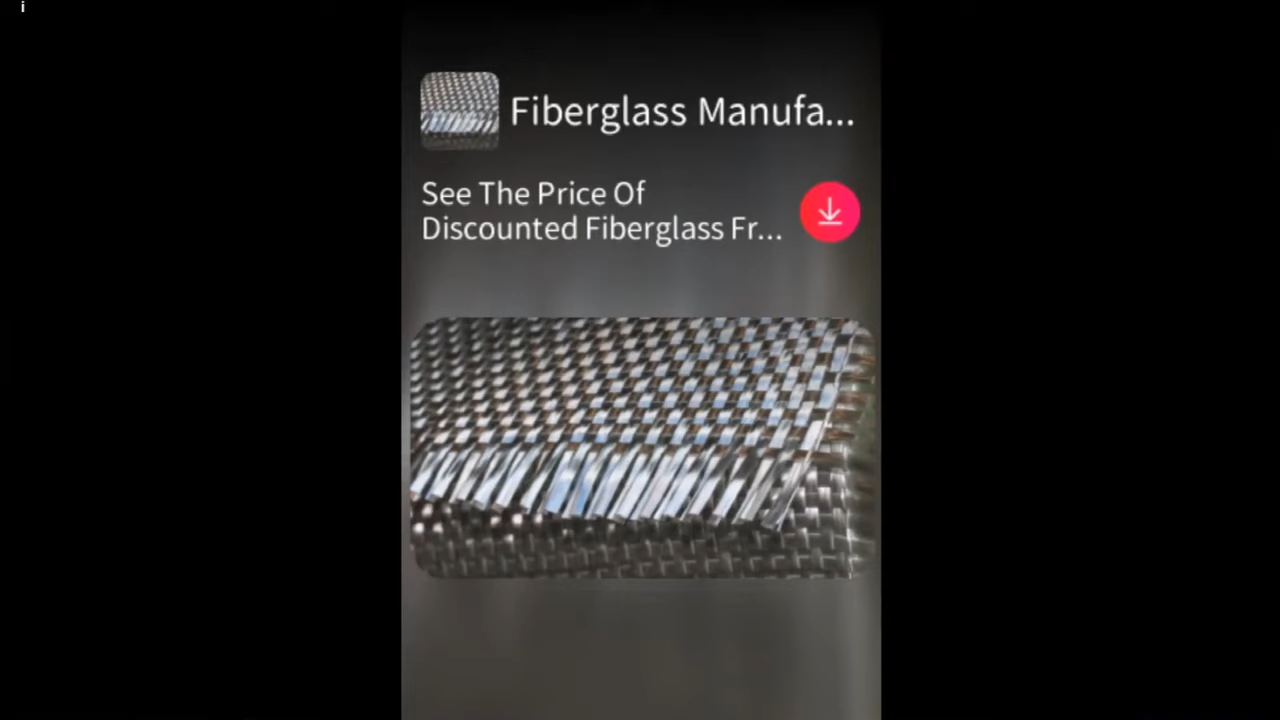 i
Fiberglass Manufa...
See The Price Of
Discounted Fiberglass Fr...